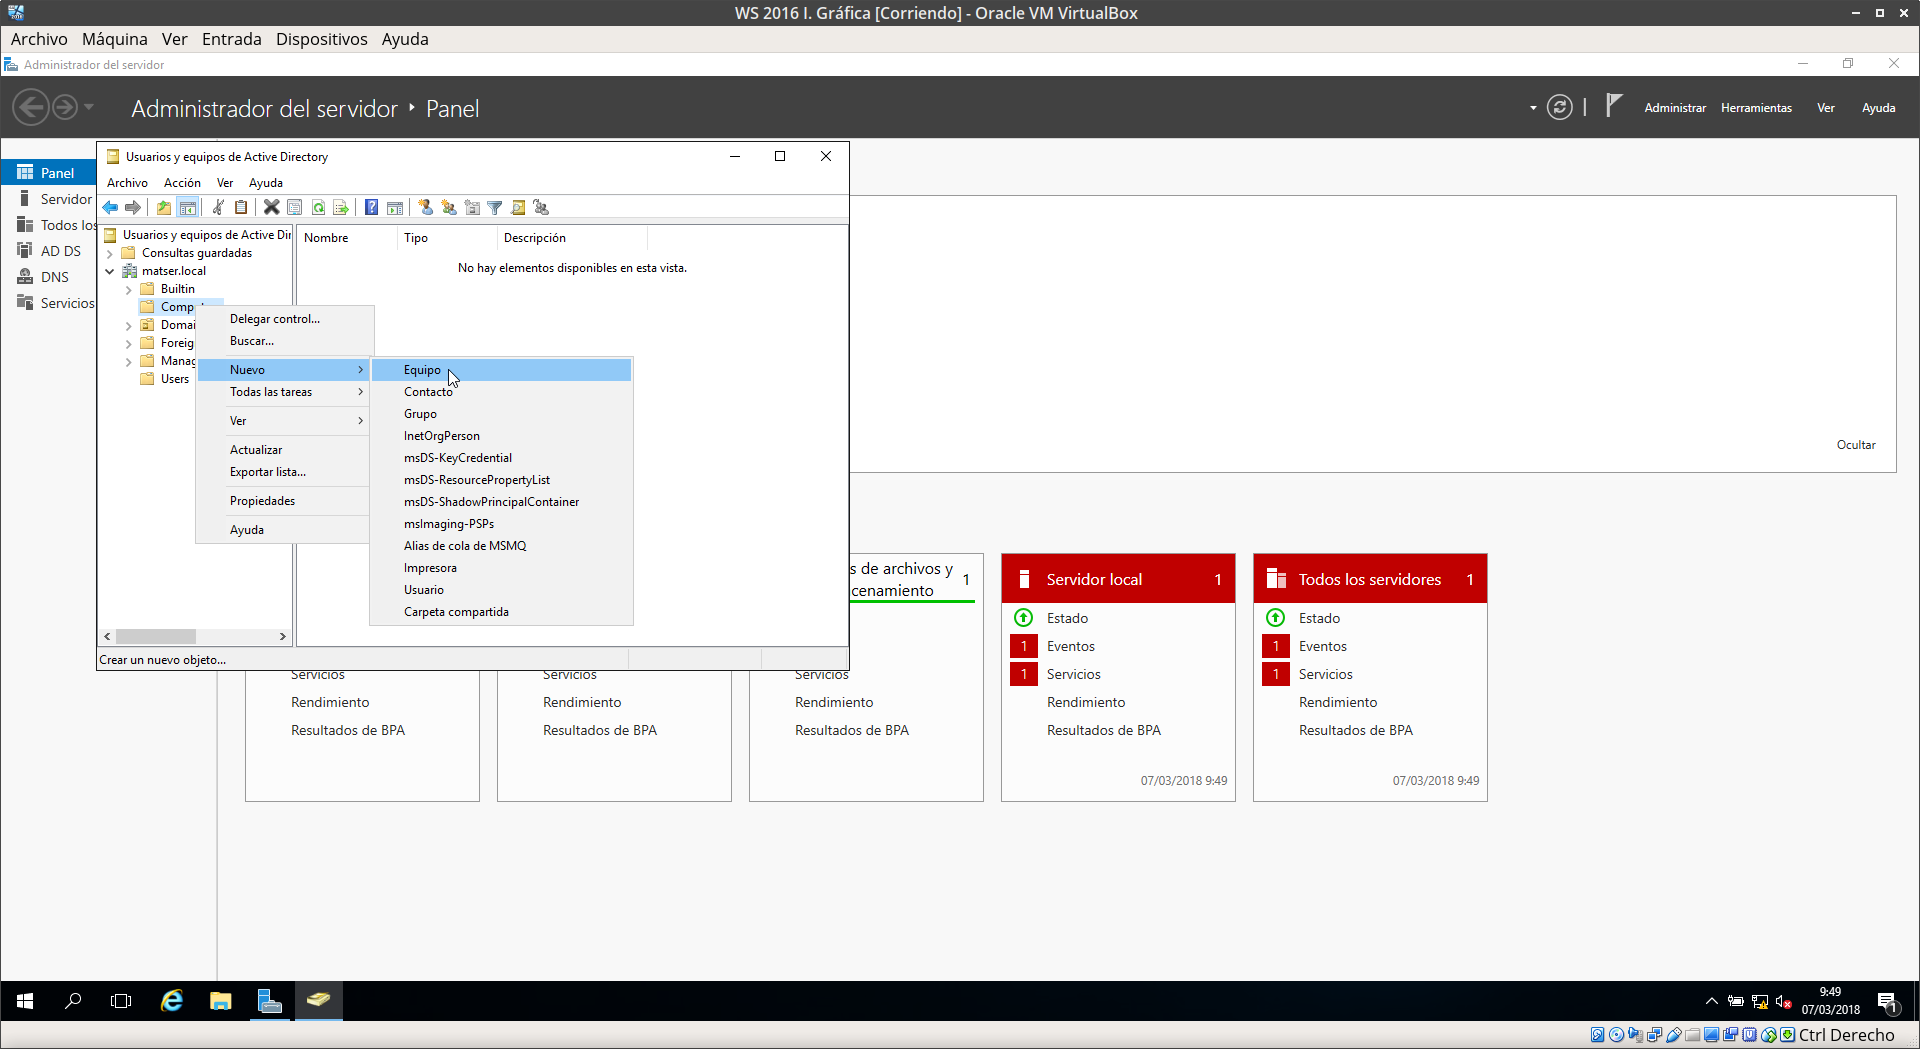 WS 2016 I. Gráfica [Corriendo] - Oracle VM VirtualBox
Archivo Máquina Ver Entrada Dispositivos Ayuda
Administrador del servidor
Administrador del servidor ‣ Panel
Administrar Herramientas Ver Ayuda
Panel
Servidor
Todos los
AD DS
DNS
Servicios
Usuarios y equipos de Active Directory
Archivo Acción Ver Ayuda
Usuarios y equipos de Active Dir
Consultas guardadas
matser.local
Builtin
Comp
Domai
Foreig
Manag
Users
Nombre Tipo Descripción
No hay elementos disponibles en esta vista.
Delegar control...
Buscar...
Nuevo
Todas las tareas
Ver
Actualizar
Exportar lista...
Propiedades
Ayuda
Equipo
Contacto
Grupo
InetOrgPerson
msDS-KeyCredential
msDS-ResourcePropertyList
msDS-ShadowPrincipalContainer
msImaging-PSPs
Alias de cola de MSMQ
Impresora
Usuario
Carpeta compartida
Crear un nuevo objeto...
Ocultar
Servicios
Rendimiento
Resultados de BPA
Servicios
Rendimiento
Resultados de BPA
s de archivos y 1
cenamiento
Servicios
Rendimiento
Resultados de BPA
Servidor local 1
Estado
1 Eventos
1 Servicios
Rendimiento
Resultados de BPA
07/03/2018 9:49
Todos los servidores 1
Estado
1 Eventos
1 Servicios
Rendimiento
Resultados de BPA
07/03/2018 9:49
9:49
07/03/2018
1
Ctrl Derecho